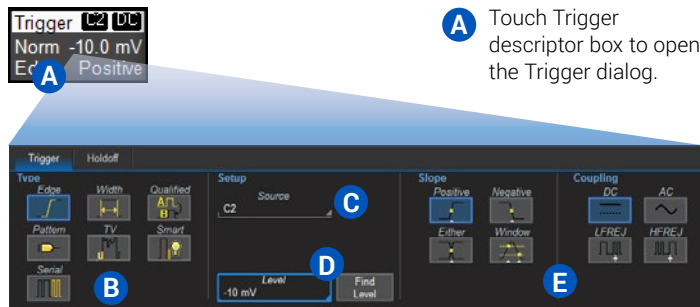 Trigger C2 DC
Norm -10.0 mV
Ed A Positive
A Touch Trigger
descriptor box to open
the Trigger dialog.
Trigger Holdoff
Type
Edge Width Qualified
Pattern TV Smart
Serial
B
Setup
Source
C2
C
D
Level
-10 mV
Find
Level
Slope
Positive Negative
Either Window
Coupling
DC AC
LFREJ HFREJ
E